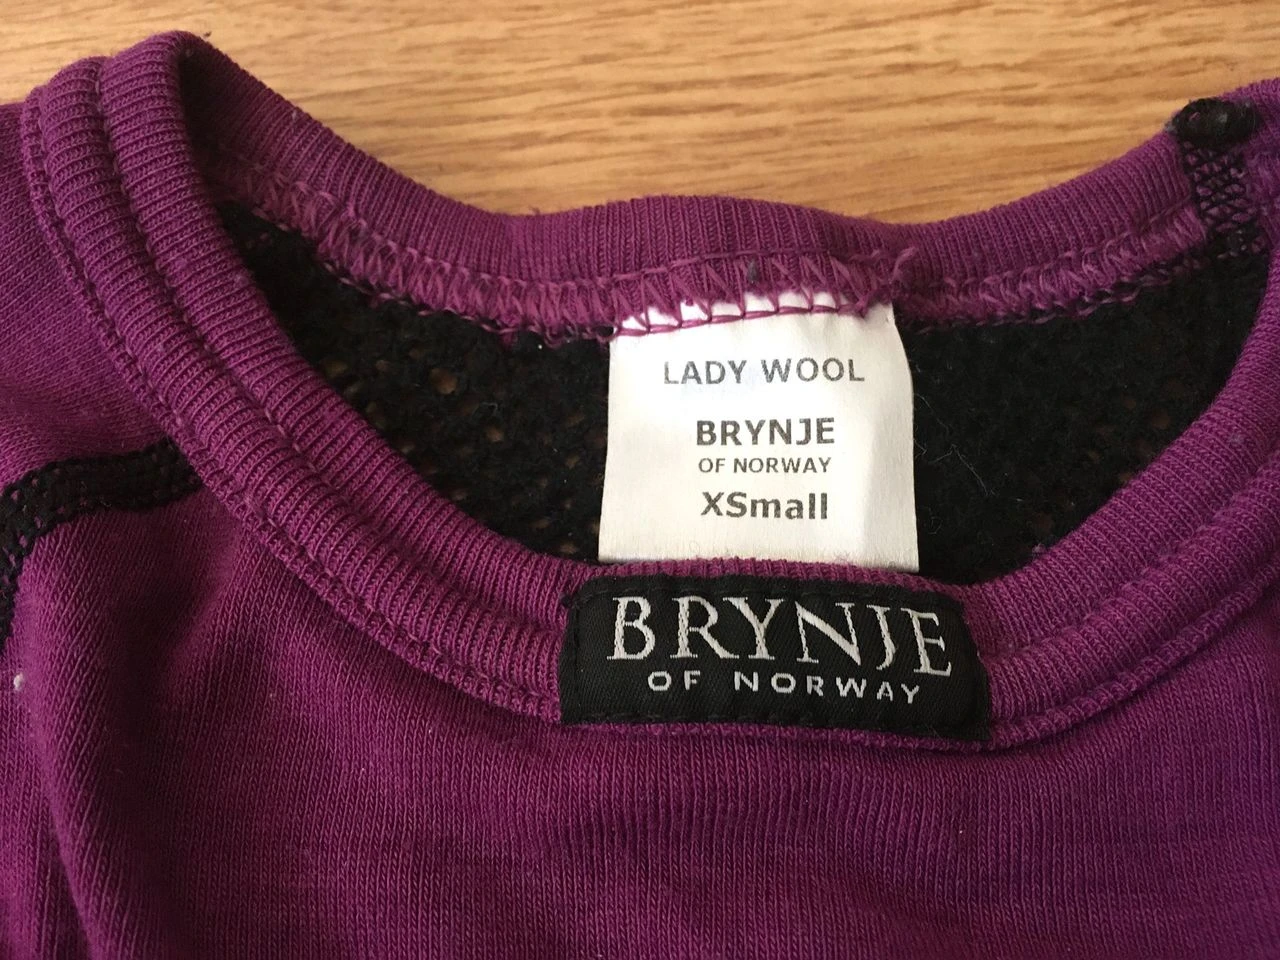 LADY WOOL
BRYNJE
OF NORWAY
XSmall
BRYNJE
OF NORWAY